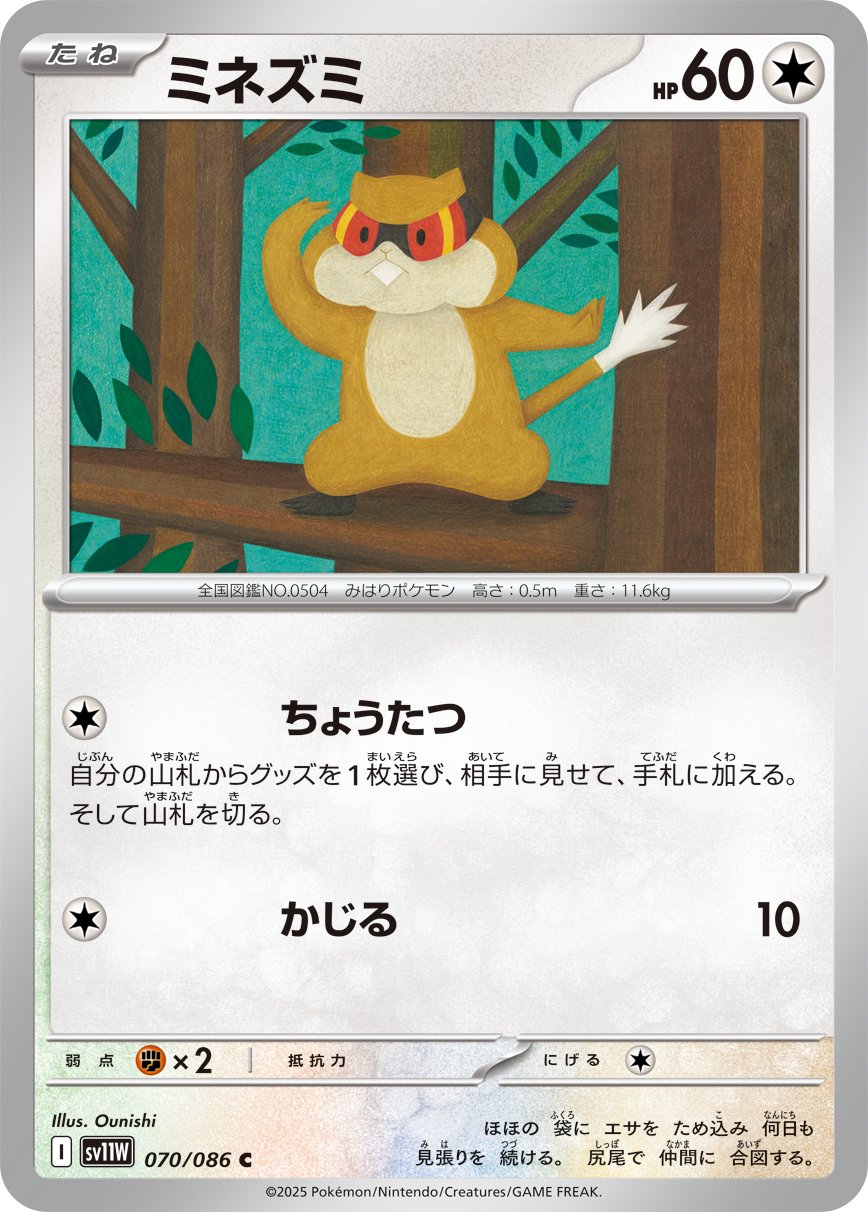 たね
ミネズミ
HP60
全国図鑑NO.0504 みはりポケモン 高さ:0.5m 重さ:11.6kg
ちょうたつ
自分の山札からグッズを1枚選び、相手に見せて、手札に加える。
そして山札を切る。
かじる 10
弱点 ×2 抵抗力 にげる
Illus. Ounishi
ほほの 袋に エサを ため込み 何日も
見張りを 続ける。 尻尾で 仲間に 合図する。
I SV11W 070/086 C
©2025 Pokémon/Nintendo/Creatures/GAME FREAK.